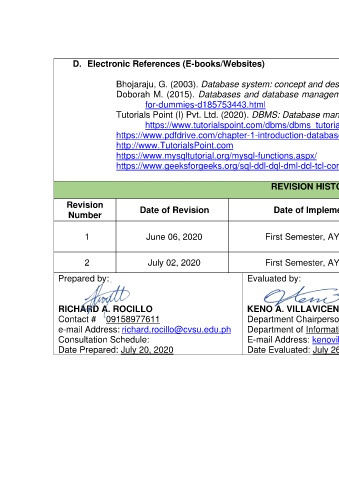 D. Electronic References (E-books/Websites)
Bhojaraju, G. (2003). Database system: concept and des
Doborah M. (2015). Databases and database managem
for-dummies-d185753443.html
Tutorials Point (I) Pvt. Ltd. (2020). DBMS: Database man
https://www.tutorialspoint.com/dbms/dbms_tutoria
https://www.pdfdrive.com/chapter-1-introduction-database
http://www.TutorialsPoint.com
https://www.mysqltutorial.org/mysql-functions.aspx/
https://www.geeksforgeeks.org/sql-ddl-dql-dml-dcl-tcl-com
REVISION HISTO
Revision Number Date of Revision Date of Impleme
1 June 06, 2020 First Semester, AY
2 July 02, 2020 First Semester, AY
Prepared by: Evaluated by:
RICHARD A. ROCILLO KENO A. VILLAVICEN
Contact # 09158977611 Department Chairperso
e-mail Address: richard.rocillo@cvsu.edu.ph Department of Informati
Consultation Schedule: E-mail Address: kenovil
Date Prepared: July 20, 2020 Date Evaluated: July 26